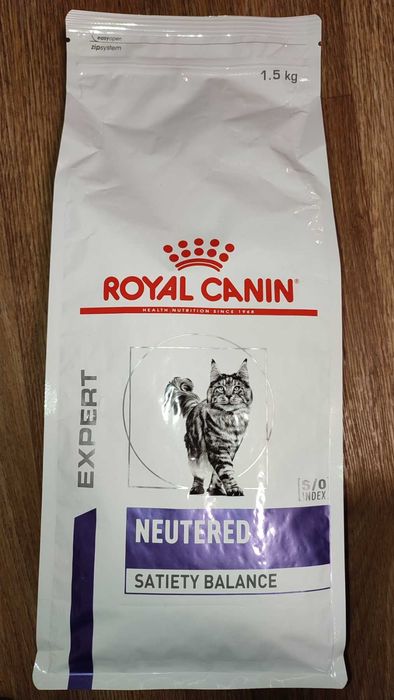 easyopen
zipsystem
1.5 kg
ROYAL CANIN®
HEALTH NUTRITION SINCE 1968
EXPERT
S/O
INDEX
NEUTERED
SATIETY BALANCE